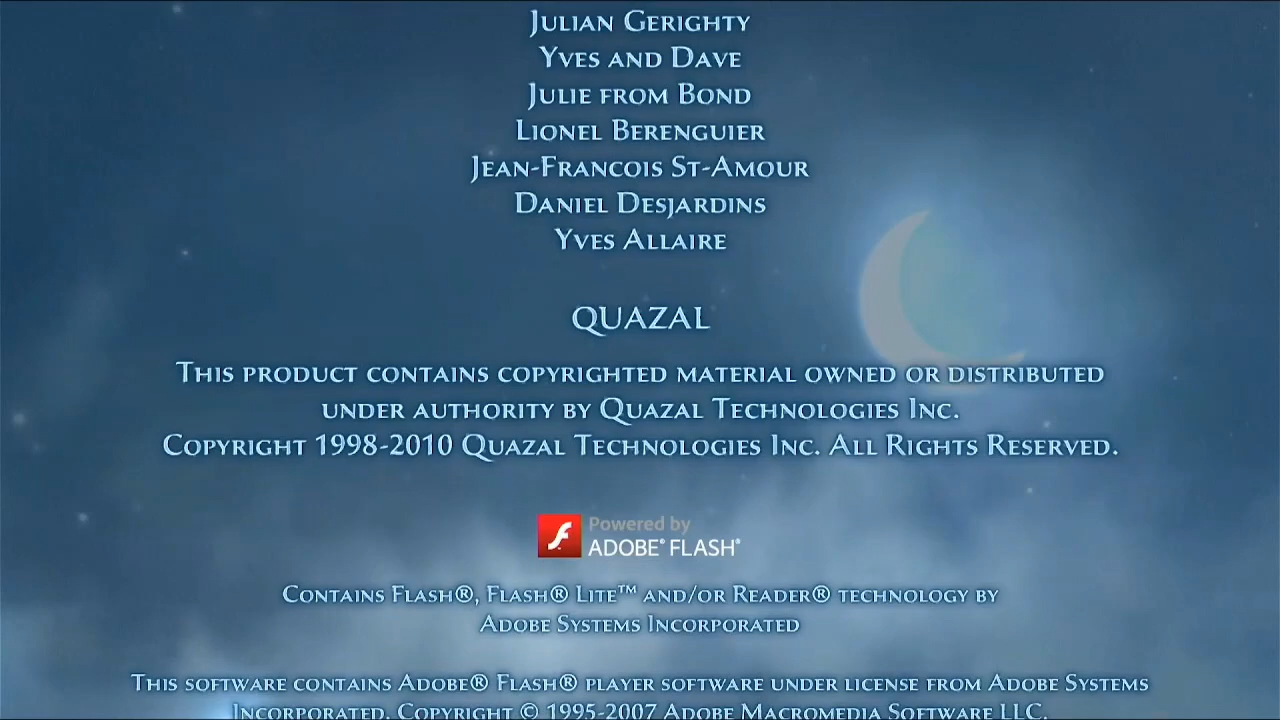 Julian Gerighty
Yves and Dave
Julie from Bond
Lionel Berenguier
Jean-Francois St-Amour
Daniel Desjardins
Yves Allaire
QUAZAL
This product contains copyrighted material owned or distributed
under authority by Quazal Technologies Inc.
Copyright 1998-2010 Quazal Technologies Inc. All Rights Reserved.
Powered by
ADOBE® FLASH®
Contains Flash®, Flash® Lite™ and/or Reader® technology by
Adobe Systems Incorporated
This software contains Adobe® Flash® player software under license from Adobe Systems
Incorporated. Copyright © 1995-2007 Adobe Macromedia Software LLC.